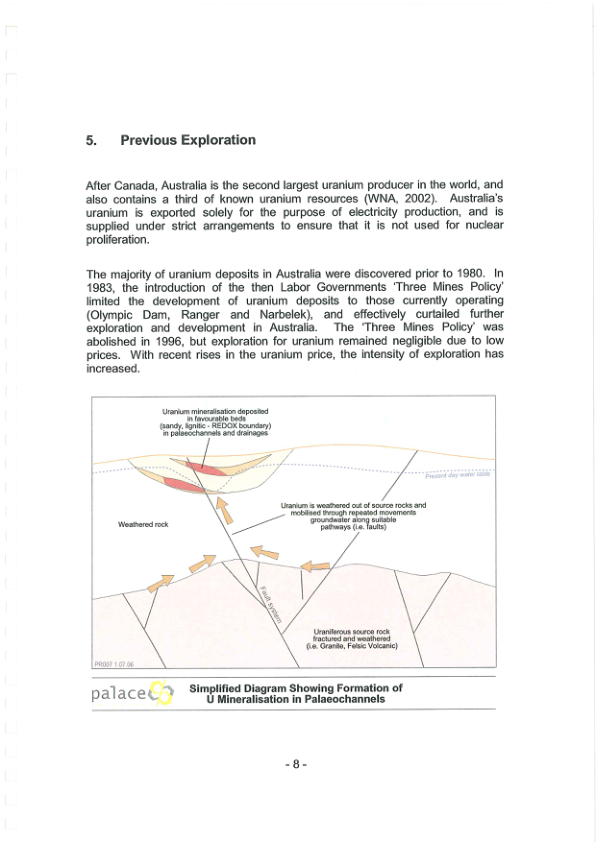 5. Previous Exploration
After Canada, Australia is the second largest uranium producer in the world, and
also contains a third of known uranium resources (WNA, 2002). Australia's
uranium is exported solely for the purpose of electricity production, and is
supplied under strict arrangements to ensure that it is not used for nuclear
proliferation.
The majority of uranium deposits in Australia were discovered prior to 1980. In
1983, the introduction of the then Labor Governments 'Three Mines Policy'
limited the development of uranium deposits to those currently operating
(Olympic Dam, Ranger and Narbelek), and effectively curtailed further
exploration and development in Australia. The 'Three Mines Policy' was
abolished in 1996, but exploration for uranium remained negligible due to low
prices. With recent rises in the uranium price, the intensity of exploration has
increased.
Uranium mineralisation deposited
in favourable beds
(sandy, lignitic - REDOX boundary)
in palaeochannels and drainages
Present day water table
Uranium is weathered out of source rocks and
mobilised through repeated movements
groundwater along suitable
pathways (i.e. faults)
Weathered rock
Fault system
Uraniferous source rock
fractured and weathered
(i.e. Granite, Felsic Volcanic)
PR007 1.07.06
palace
Simplified Diagram Showing Formation of
U Mineralisation in Palaeochannels
- 8 -